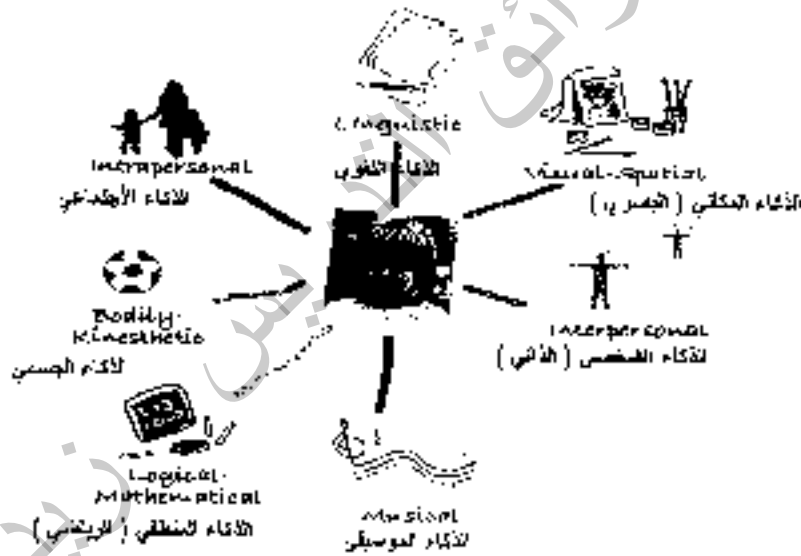 Linguistic
الذكاء اللغوي
Intrapersonal
الذكاء الأجتماعي
Visual-Spatial
الذكاء المكاني ( البصري )
Bodily-
Kinesthetic
الذكاء الجسمي
Interpersonal
الذكاء الشخصي ( الذاتي )
Logical-
Mathematical
الذكاء المنطقي ( الرياضي )
Musical
الذكاء الموسيقي